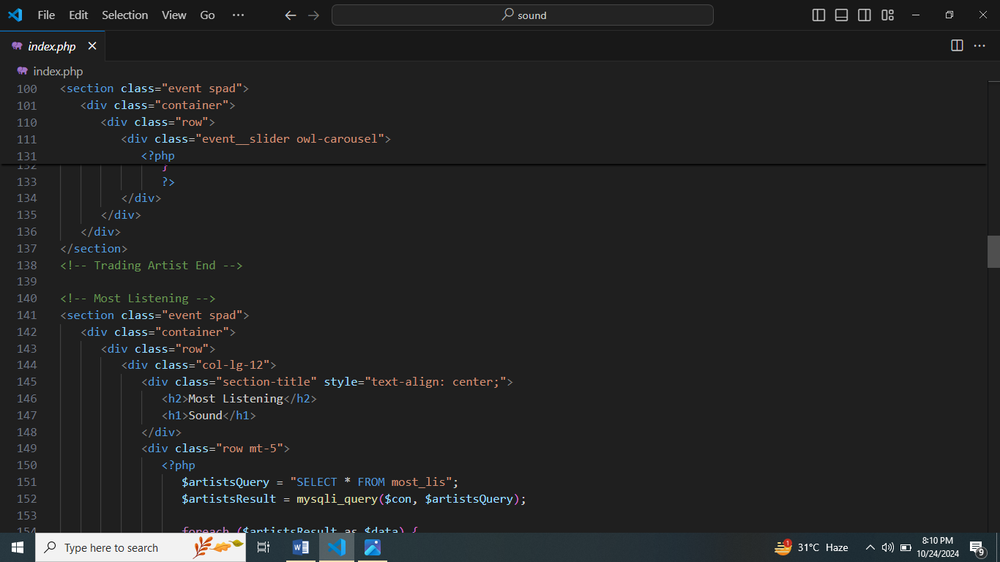 File Edit Selection View Go ··· sound
index.php
index.php
100 <section class="event spad">
101 <div class="container">
110 <div class="row">
111 <div class="event__slider owl-carousel">
131 <?php
132 }
133 ?>
134 </div>
135 </div>
136 </div>
137 </section>
138 <!-- Trading Artist End -->
139
140 <!-- Most Listening -->
141 <section class="event spad">
142 <div class="container">
143 <div class="row">
144 <div class="col-lg-12">
145 <div class="section-title" style="text-align: center;">
146 <h2>Most Listening</h2>
147 <h1>Sound</h1>
148 </div>
149 <div class="row mt-5">
150 <?php
151 $artistsQuery = "SELECT * FROM most_lis";
152 $artistsResult = mysqli_query($con, $artistsQuery);
153
154 foreach ($artistsResult as $data) {
Type here to search
1 31°C Haze
8:10 PM
10/24/2024
9